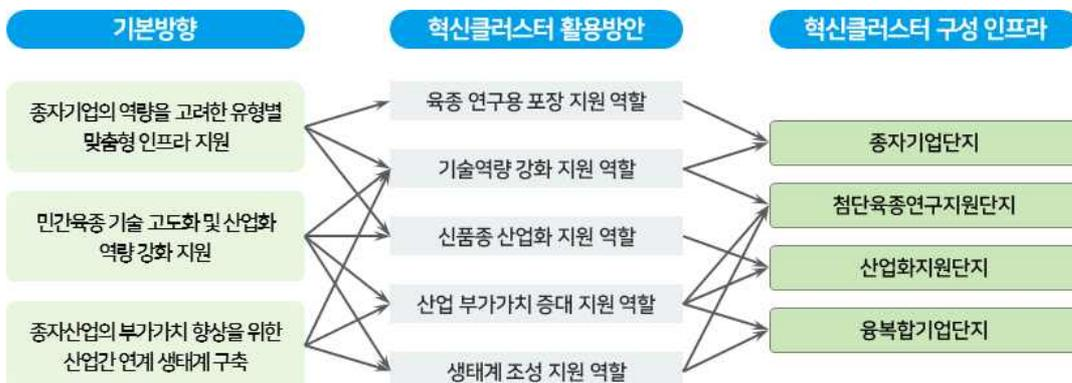 기본방향
혁신클러스터 활용방안
혁신클러스터 구성 인프라
종자기업의 역량을 고려한 유형별
맞춤형 인프라 지원
민간육종 기술 고도화 및 산업화
역량 강화 지원
종자산업의 부가가치 향상을 위한
산업간 연계 생태계 구축
육종 연구용 포장 지원 역할
기술역량 강화 지원 역할
신품종 산업화 지원 역할
산업 부가가치 증대 지원 역할
생태계 조성 지원 역할
종자기업단지
첨단육종연구지원단지
산업화지원단지
융복합기업단지